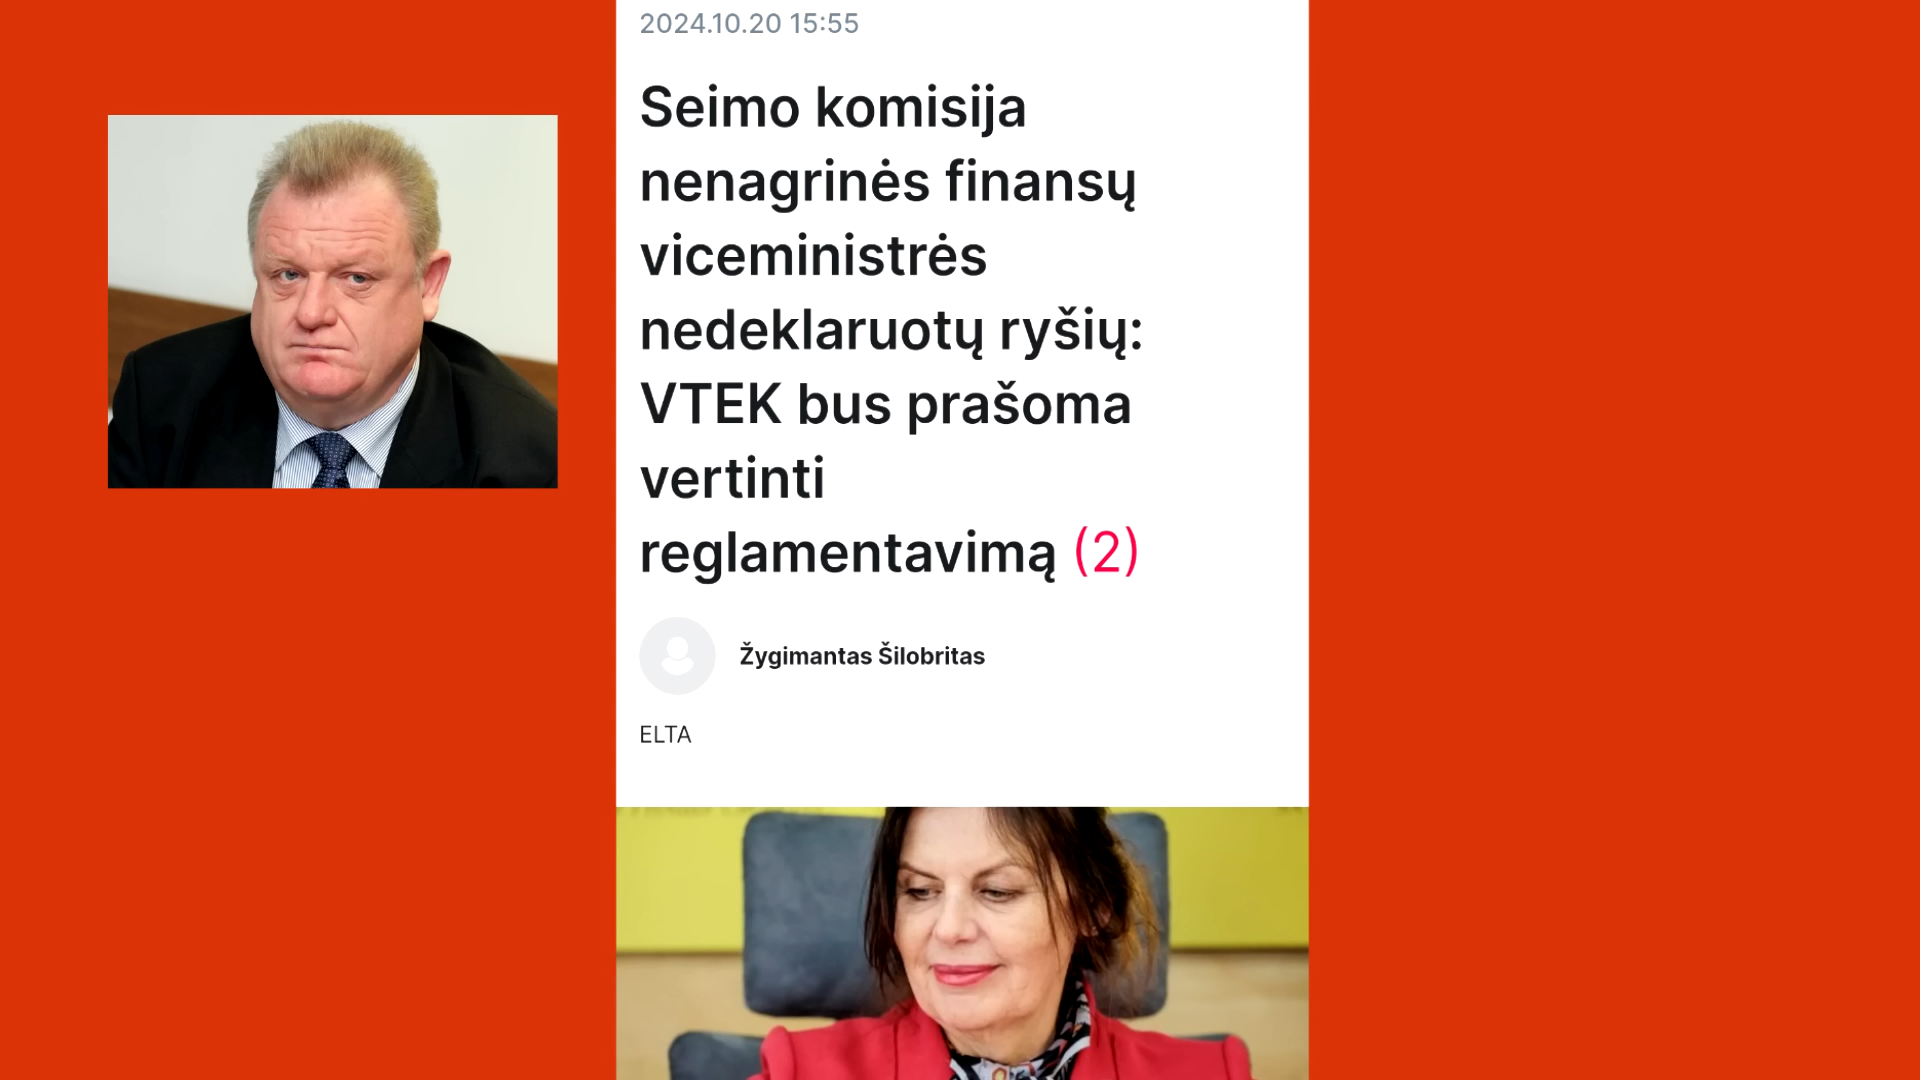 2024.10.20 15:55
Seimo komisija
nenagrinės finansų
viceministrės
nedeklaruotų ryšių:
VTEK bus prašoma
vertinti
reglamentavimą (2)
Žygimantas Šilobritas
ELTA